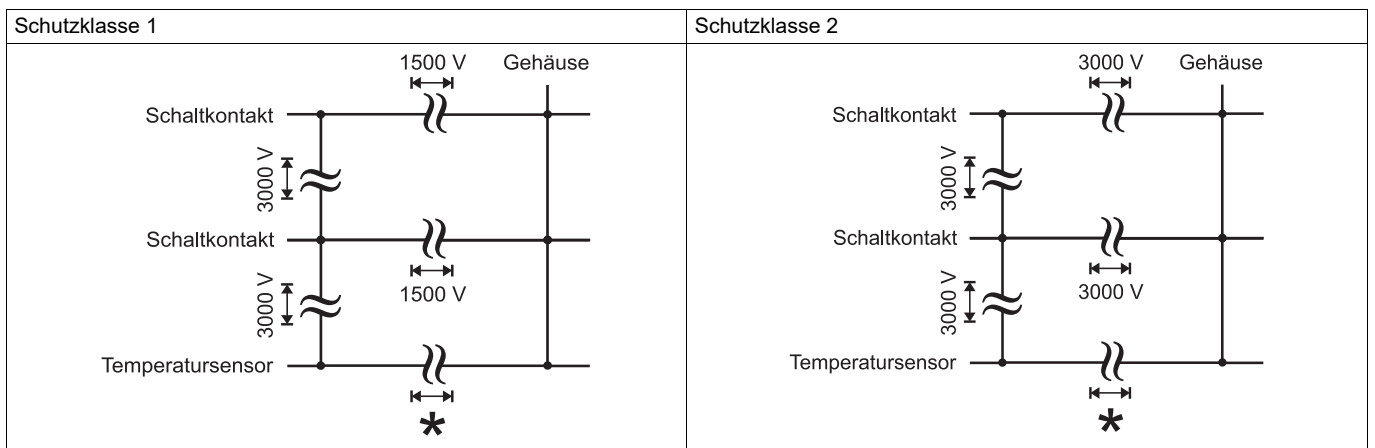 Schutzklasse 1
1500 V Gehäuse
Schaltkontakt
3000 V
Schaltkontakt
1500 V
3000 V
Temperatursensor
*
Schutzklasse 2
3000 V Gehäuse
Schaltkontakt
3000 V
Schaltkontakt
3000 V
3000 V
Temperatursensor
*